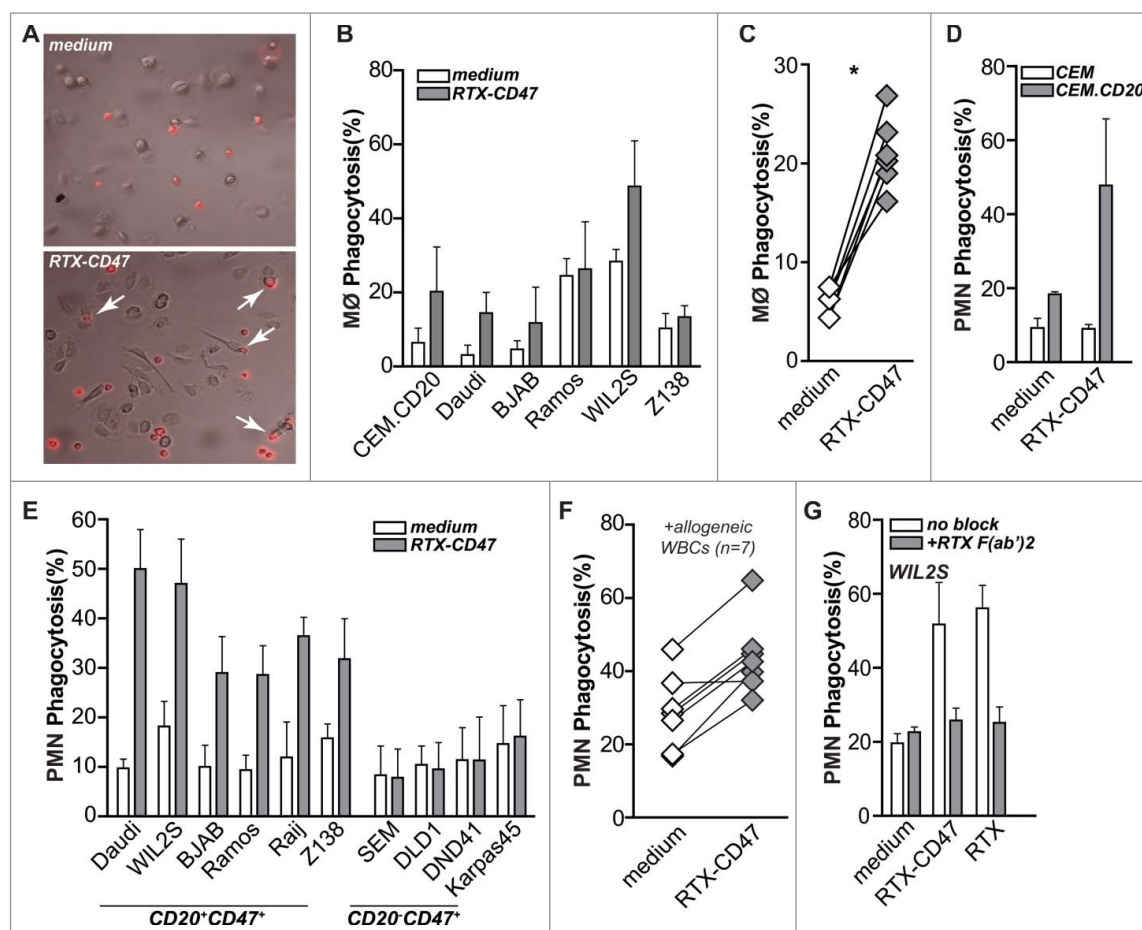 A
medium
RTX-CD47
B
MØ Phagocytosis(%)
80
60
40
20
0
medium
RTX-CD47
CEM.CD20
Daudi
BJAB
Ramos
WIL2S
Z138
C
MØ Phagocytosis(%)
30
20
10
0
*
medium
RTX-CD47
D
PMN Phagocytosis(%)
80
60
40
20
0
CEM
CEM.CD20
medium
RTX-CD47
E
PMN Phagocytosis(%)
60
50
40
30
20
10
0
medium
RTX-CD47
Daudi
WIL2S
BJAB
Ramos
Raij
Z138
SEM
DLD1
DND41
Karpas45
CD20⁺CD47⁺
CD20⁻CD47⁺
F
PMN Phagocytosis(%)
80
60
40
20
0
+allogeneic
WBCs (n=7)
medium
RTX-CD47
G
PMN Phagocytosis(%)
80
60
40
20
0
no block
+RTX F(ab')2
WIL2S
medium
RTX-CD47
RTX